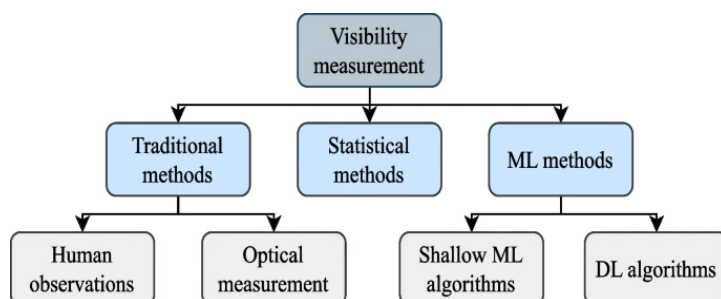 Visibility
measurement
Traditional
methods
Statistical
methods
ML methods
Human
observations
Optical
measurement
Shallow ML
algorithms
DL algorithms